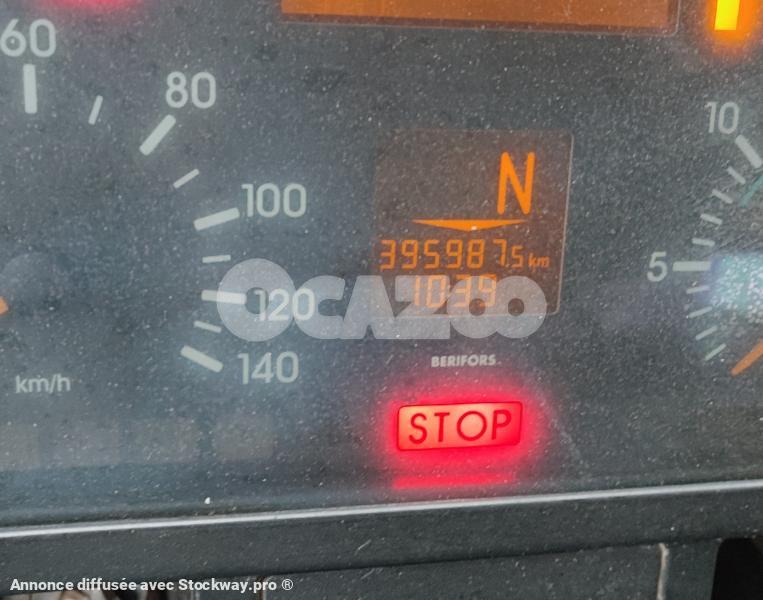 60
80
100
120
140
km/h
N
395987.5 km
1039
OCAZOO
BERIFORS
STOP
10
5
Annonce diffusée avec Stockway.pro ®